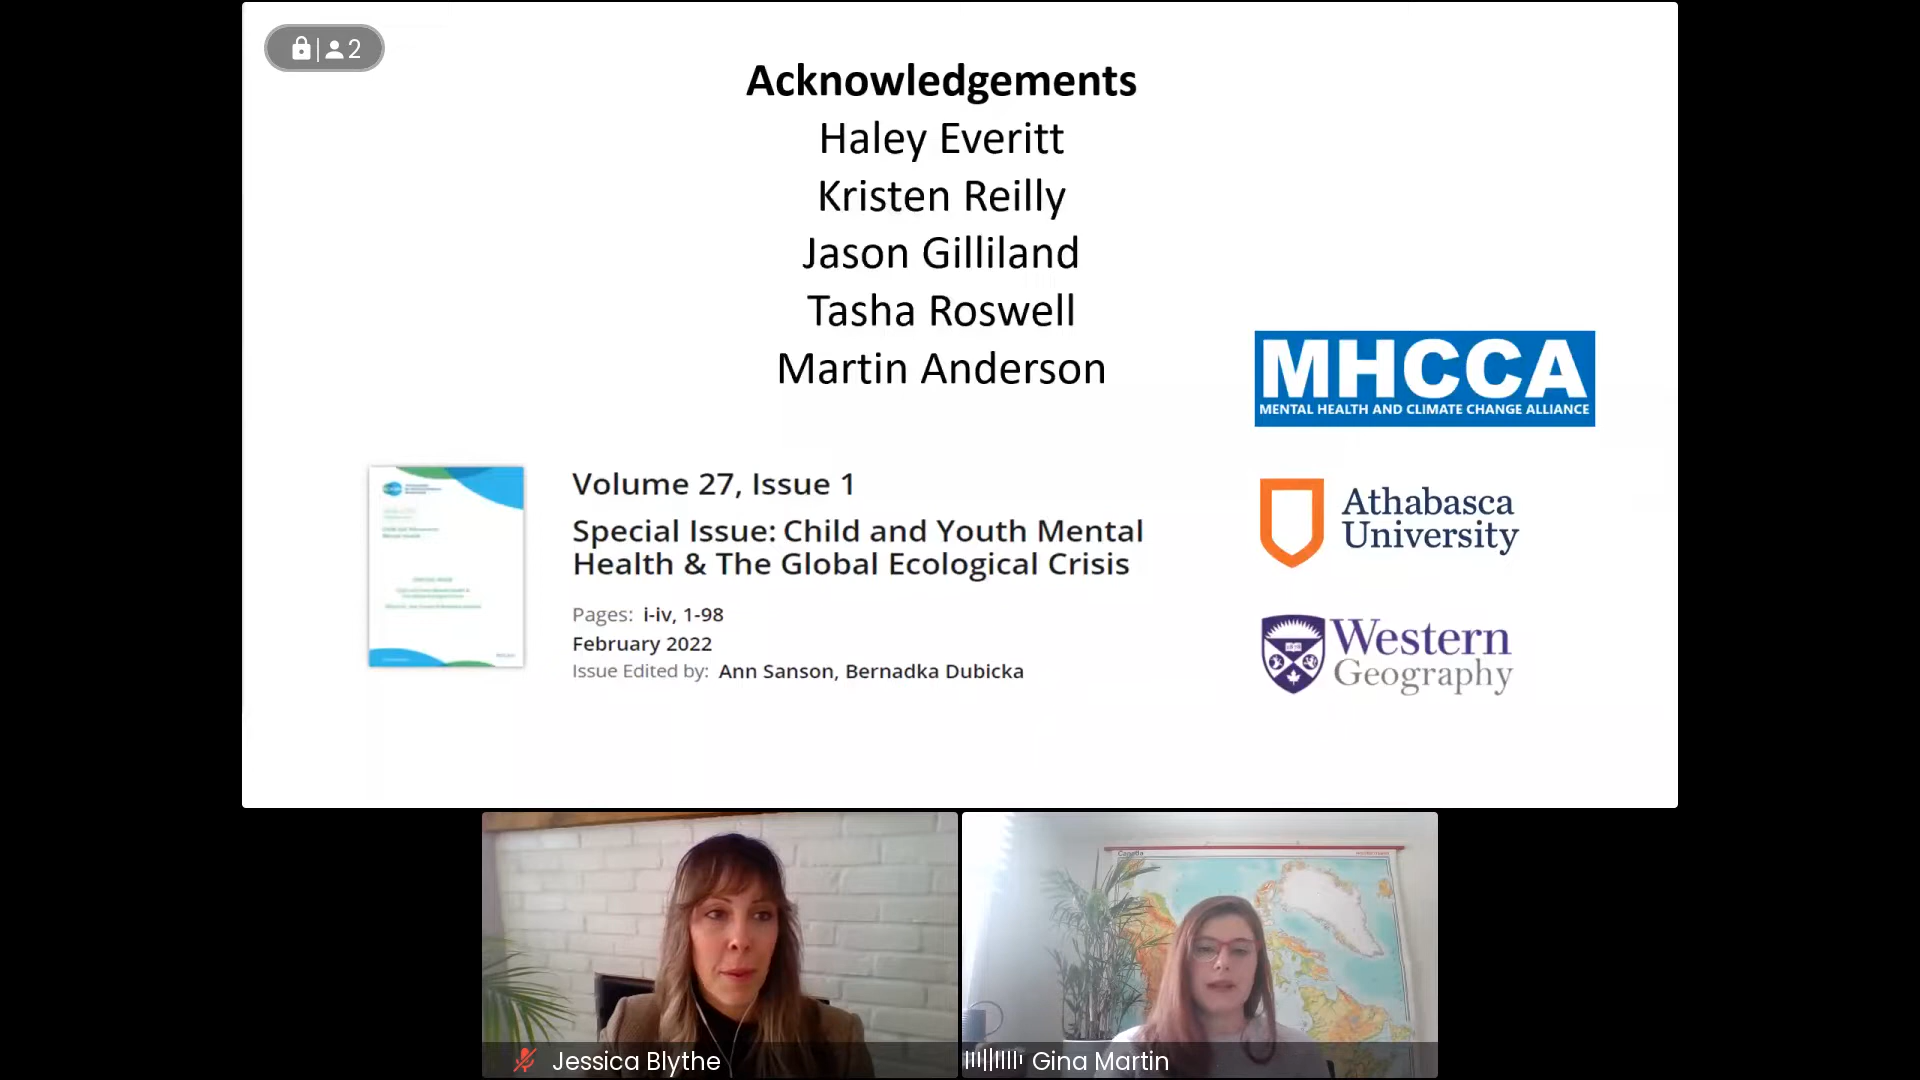 2
Acknowledgements
Haley Everitt
Kristen Reilly
Jason Gilliland
Tasha Roswell
Martin Anderson
MHCCA
MENTAL HEALTH AND CLIMATE CHANGE ALLIANCE
Volume 27, Issue 1
Special Issue: Child and Youth Mental
Health & The Global Ecological Crisis
Pages: i-iv, 1-98
February 2022
Issue Edited by: Ann Sanson, Bernadka Dubicka
Athabasca
University
Western
Geography
Canada
Jessica Blythe
Gina Martin